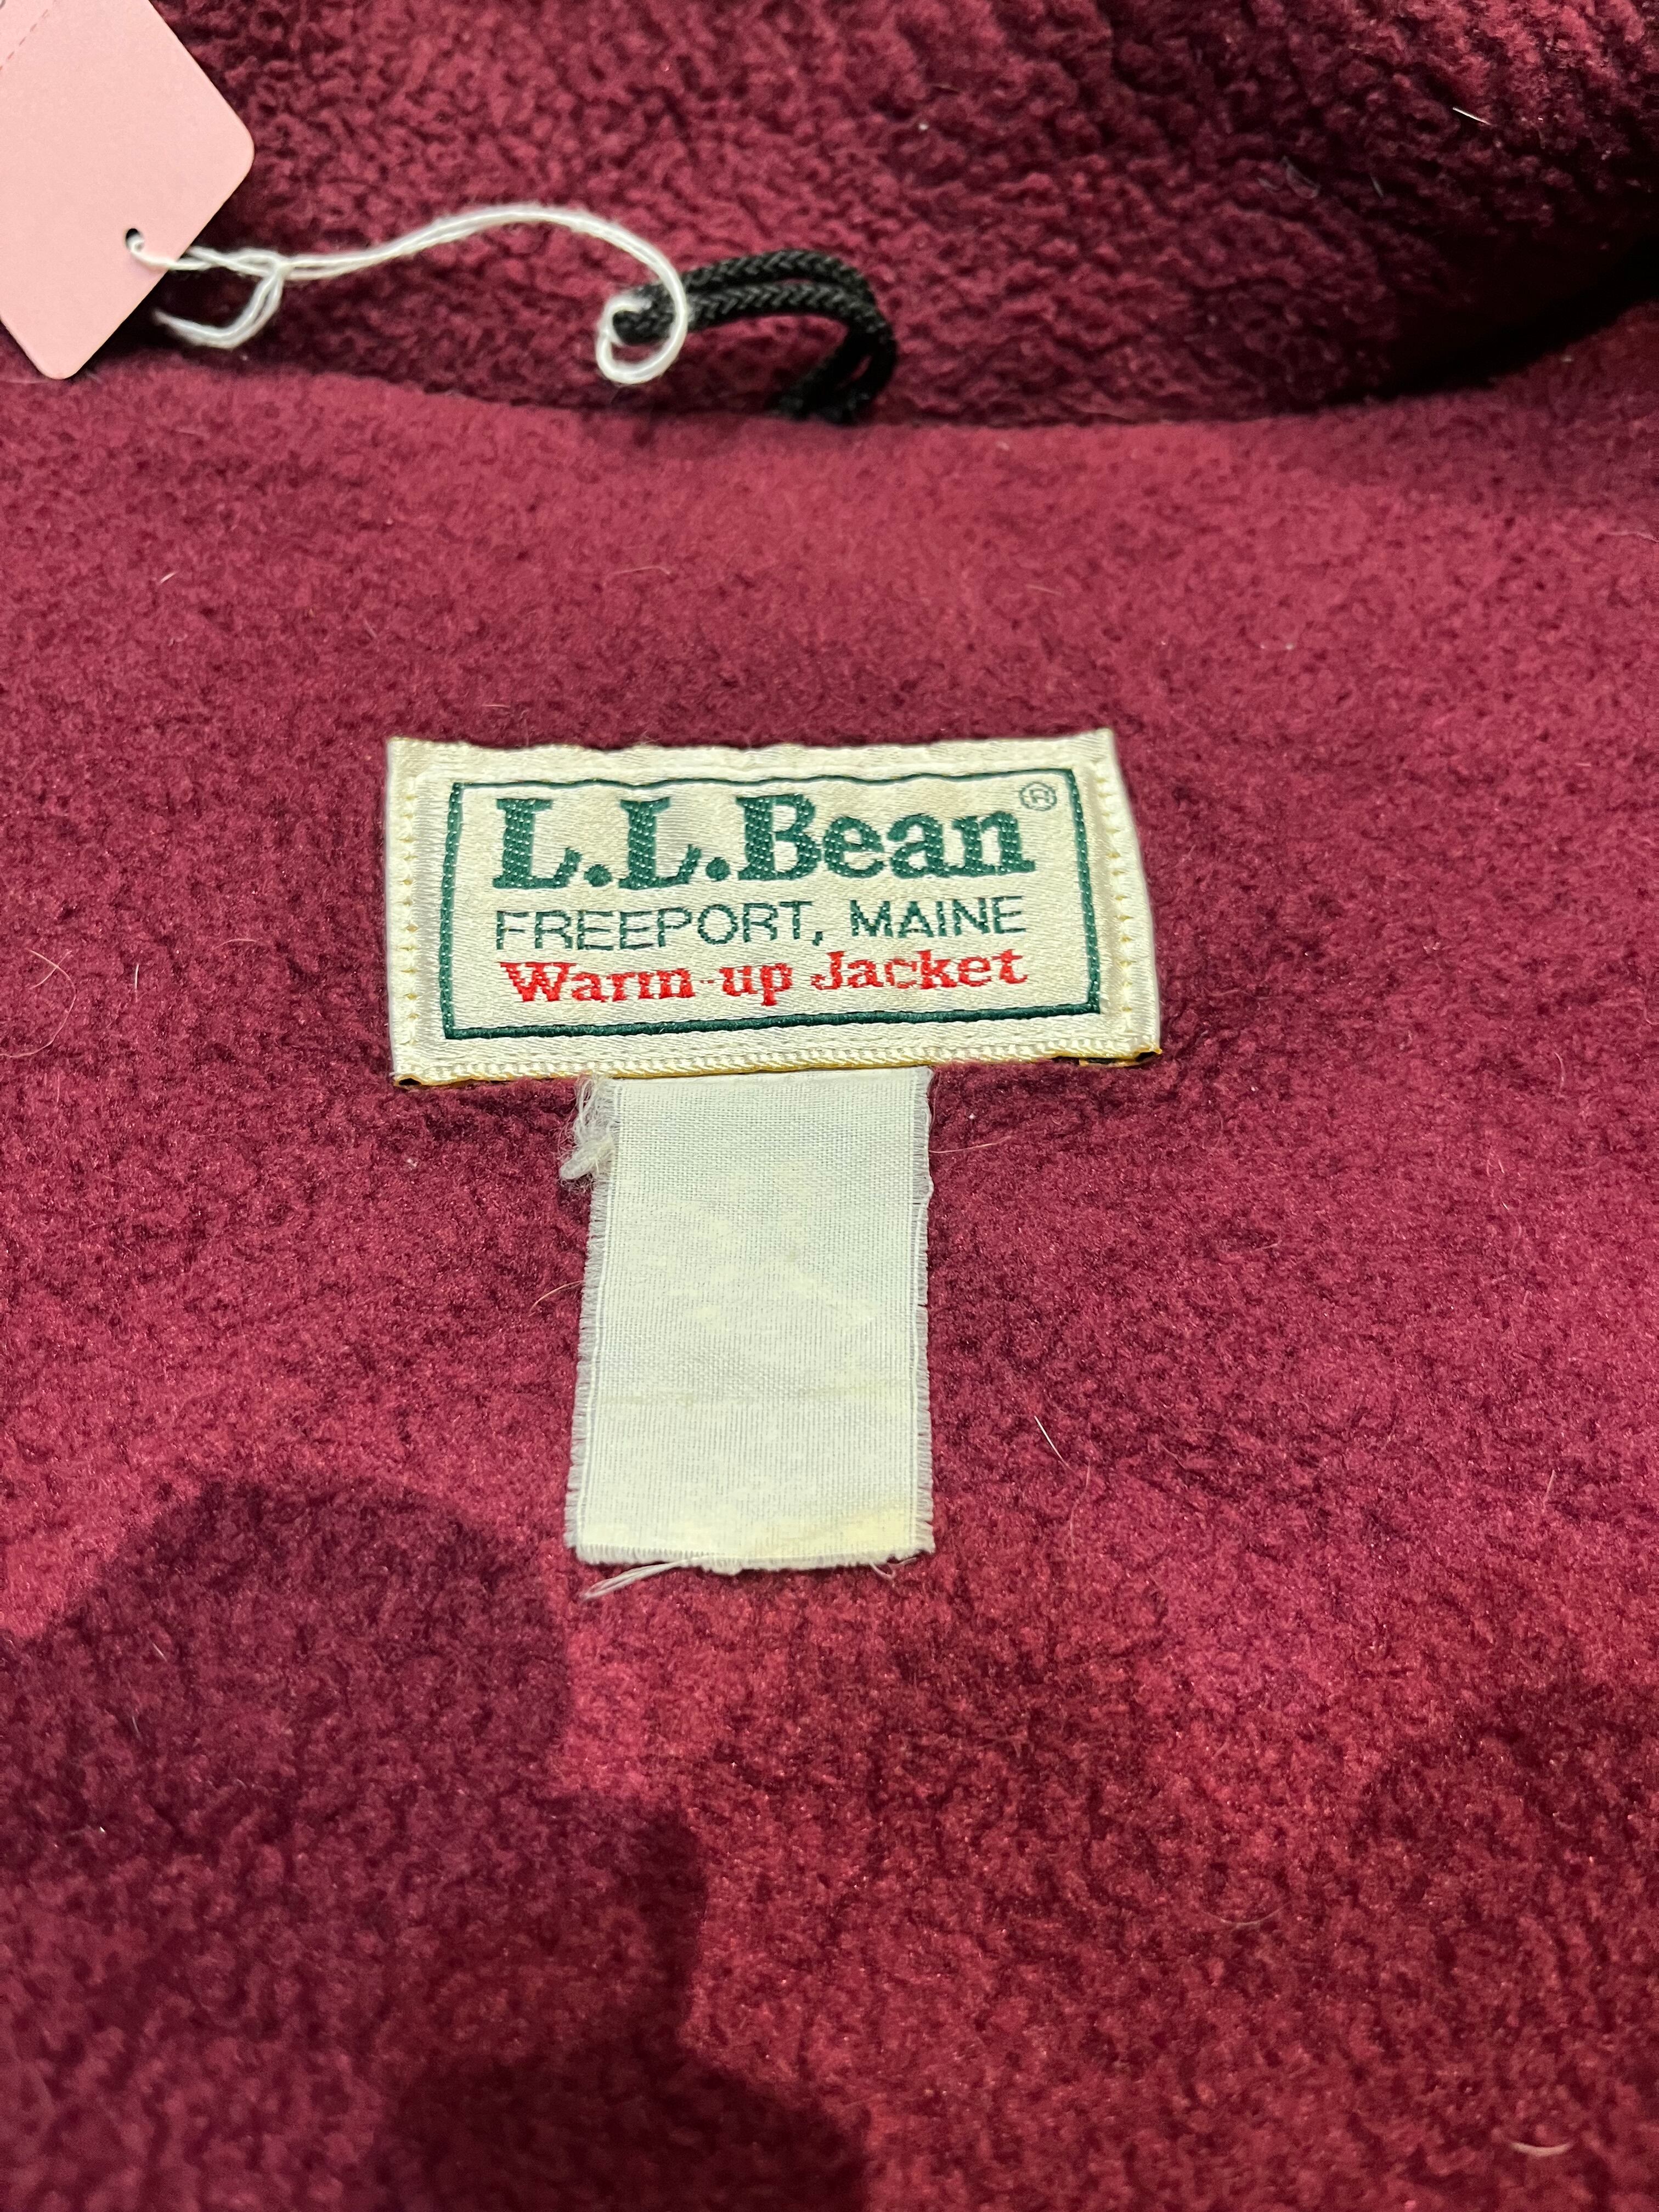 L.L.Bean®
FREEPORT, MAINE
Warm-up Jacket